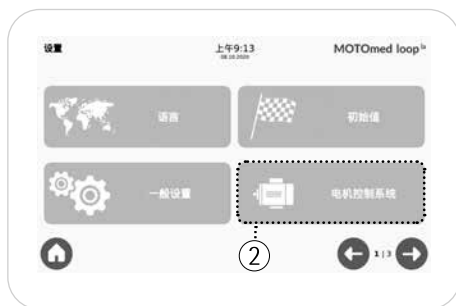 设置
上午9:13
08.10.2020
MOTOmed loop la
语言
初始值
一般设置
电机控制系统
2
1 | 3